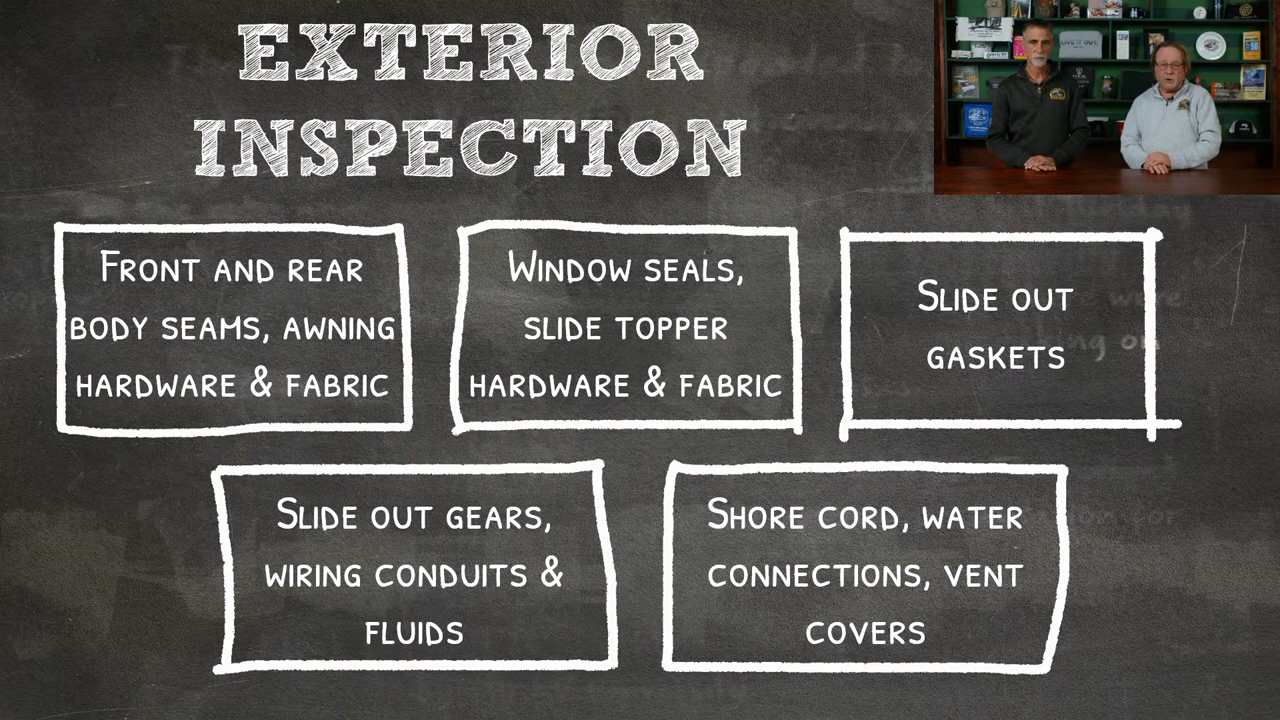 EXTERIOR
INSPECTION
FRONT AND REAR
BODY SEAMS, AWNING
HARDWARE & FABRIC
WINDOW SEALS,
SLIDE TOPPER
HARDWARE & FABRIC
SLIDE OUT
GASKETS
SLIDE OUT GEARS,
WIRING CONDUITS &
FLUIDS
SHORE CORD, WATER
CONNECTIONS, VENT
COVERS